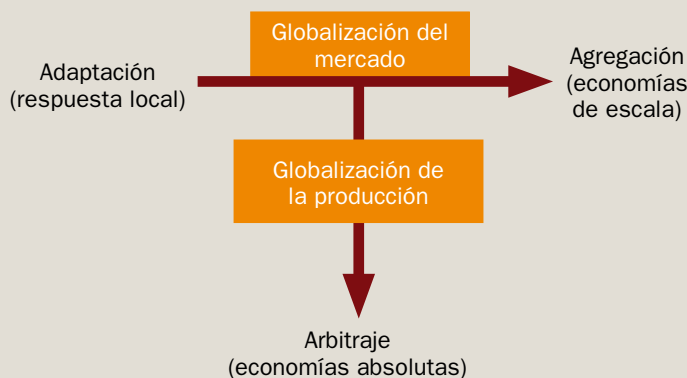 Globalización del
mercado
Adaptación
(respuesta local)
Agregación
(economías
de escala)
Globalización de
la producción
Arbitraje
(economías absolutas)